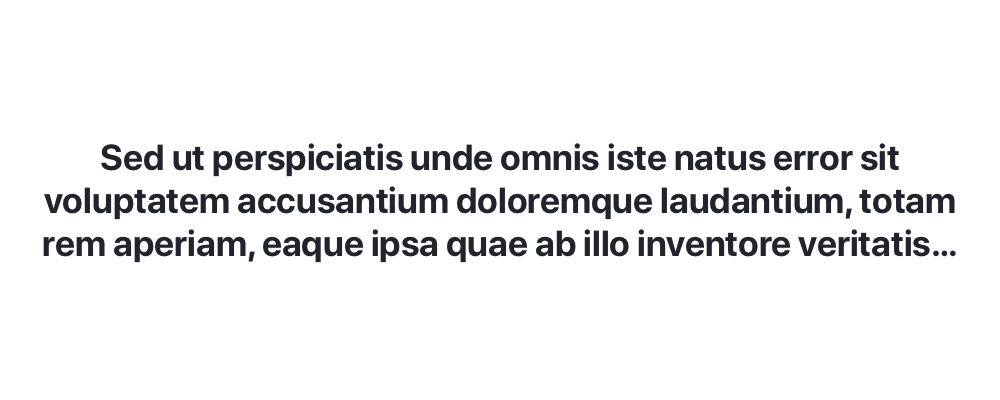 Sed ut perspiciatis unde omnis iste natus error sit
voluptatem accusantium doloremque laudantium, totam
rem aperiam, eaque ipsa quae ab illo inventore veritatis...